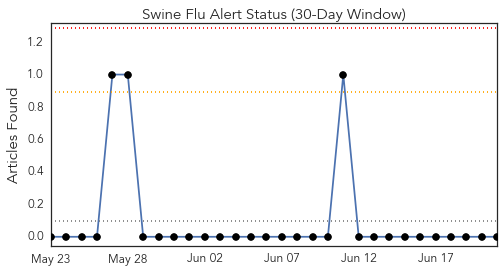 Swine Flu Alert Status (30-Day Window)
Articles Found
1.2
1.0
0.8
0.6
0.4
0.2
0.0
May 23
May 28
Jun 02
Jun 07
Jun 12
Jun 17